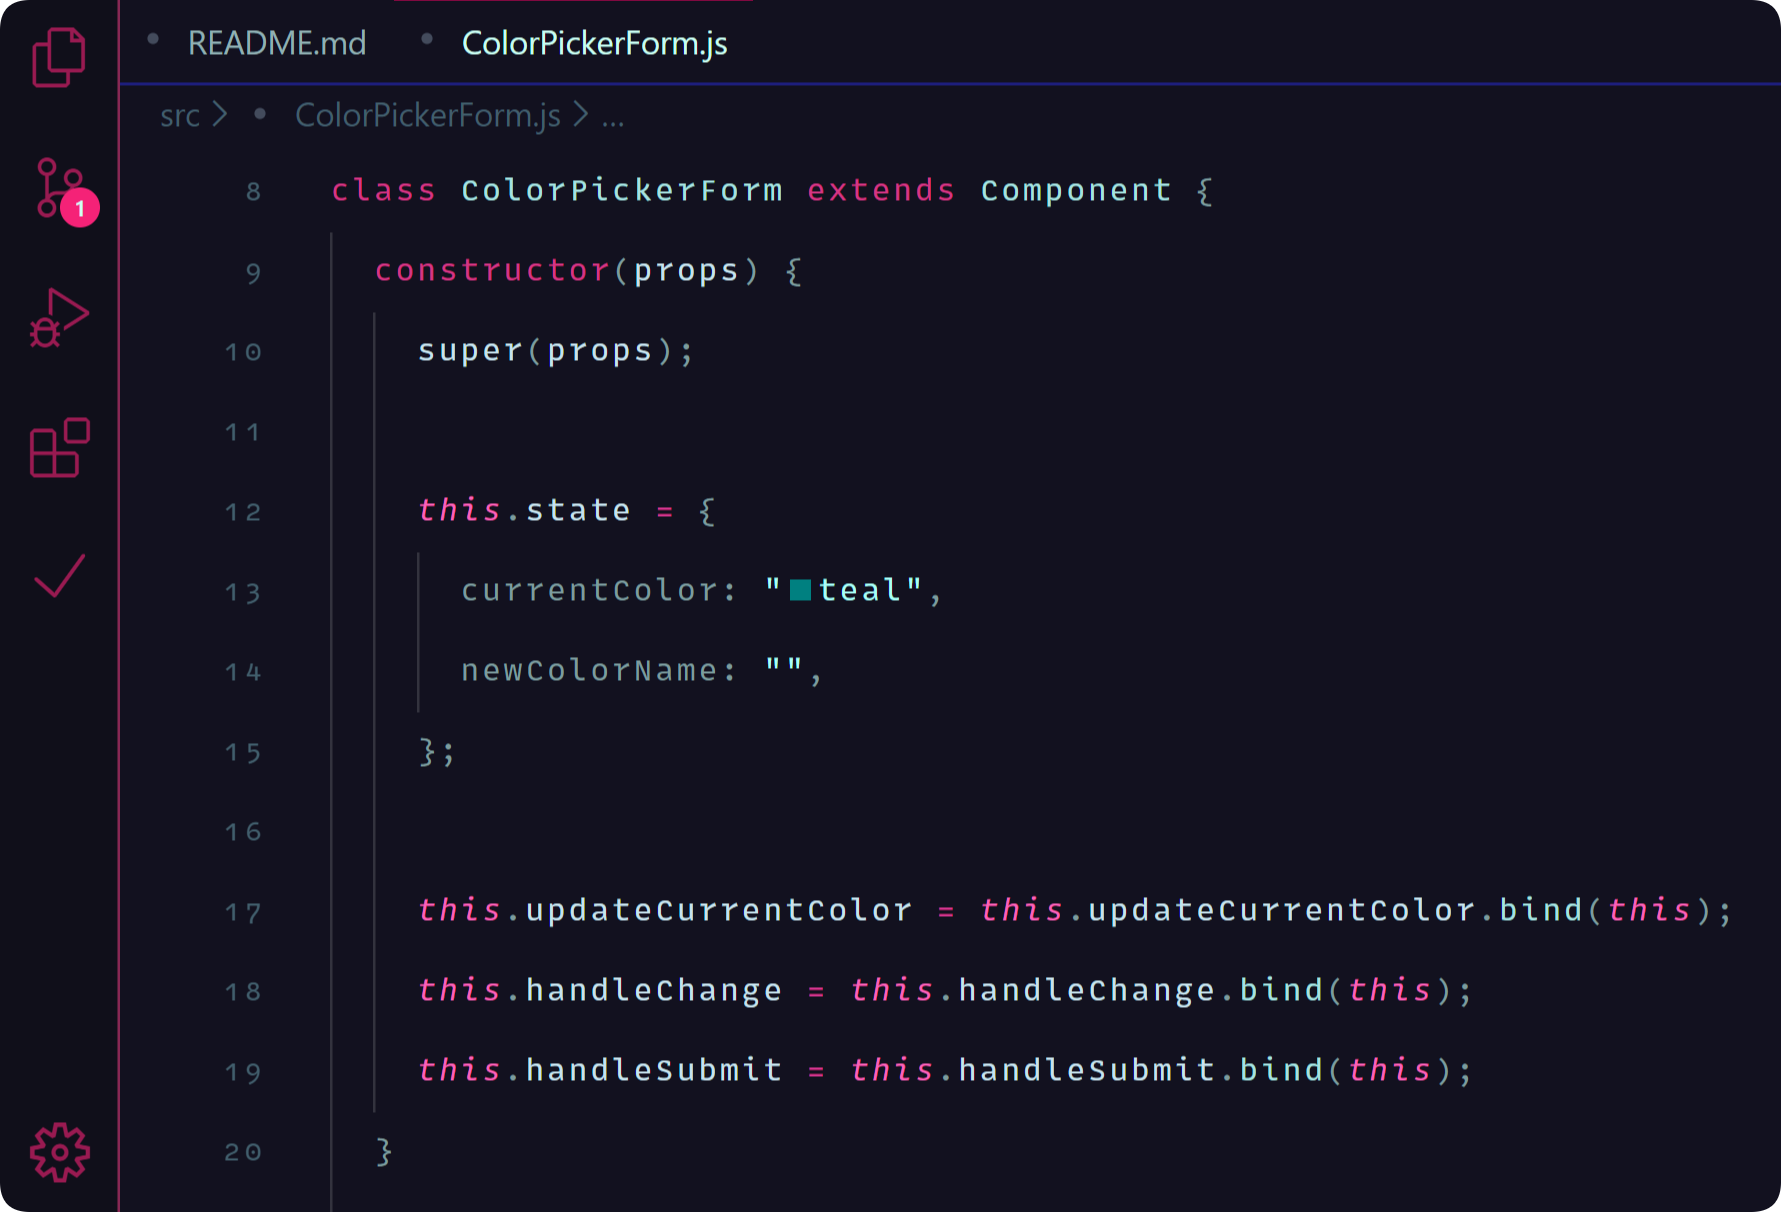 README.md ColorPickerForm.js
src > ColorPickerForm.js > ...
1
8 class ColorPickerForm extends Component {
9 constructor(props) {
10 super(props);
11
12 this.state = {
13 currentColor: "teal",
14 newColorName: "",
15 };
16
17 this.updateCurrentColor = this.updateCurrentColor.bind(this);
18 this.handleChange = this.handleChange.bind(this);
19 this.handleSubmit = this.handleSubmit.bind(this);
20 }